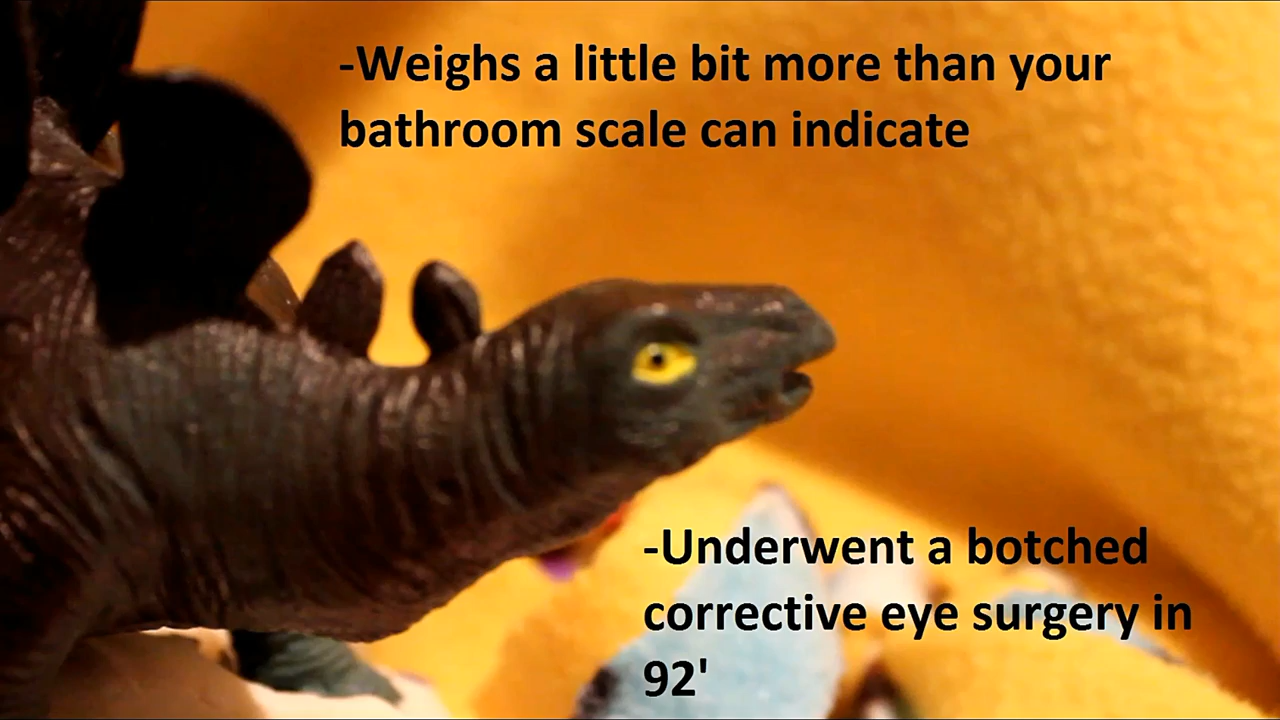 -Weighs a little bit more than your
bathroom scale can indicate
-Underwent a botched
corrective eye surgery in
92'